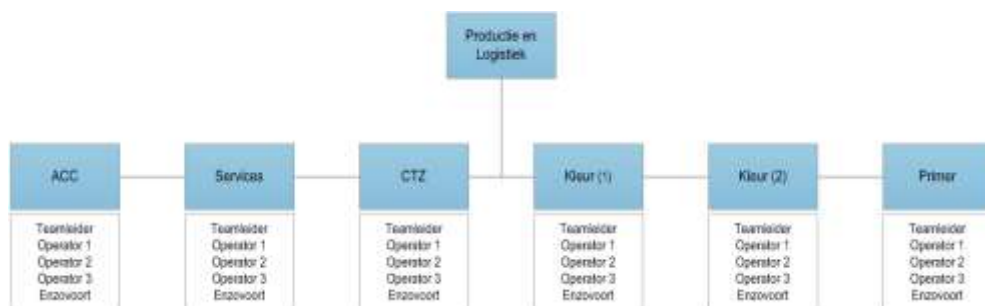 Productie en
Logistiek
ACC
Services
CTZ
Kleur (1)
Kleur (2)
Primer
Teamleider
Operator 1
Operator 2
Operator 3
Enzovoort
Teamleider
Operator 1
Operator 2
Operator 3
Enzovoort
Teamleider
Operator 1
Operator 2
Operator 3
Enzovoort
Teamleider
Operator 1
Operator 2
Operator 3
Enzovoort
Teamleider
Operator 1
Operator 2
Operator 3
Enzovoort
Teamleider
Operator 1
Operator 2
Operator 3
Enzovoort